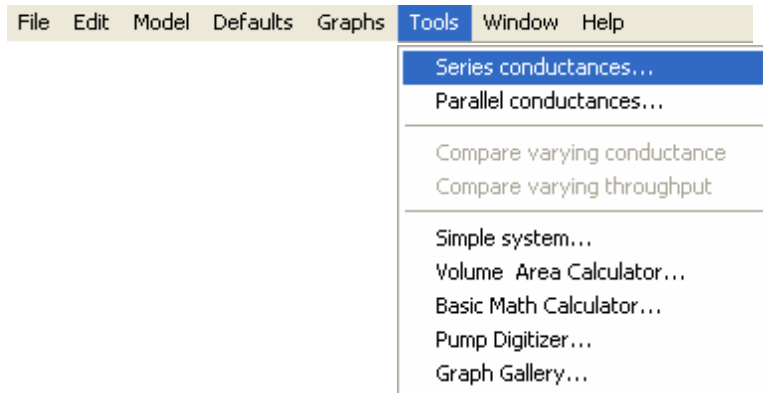 File Edit Model Defaults Graphs Tools Window Help
Series conductances...
Parallel conductances...
Compare varying conductance
Compare varying throughput
Simple system...
Volume Area Calculator...
Basic Math Calculator...
Pump Digitizer...
Graph Gallery...